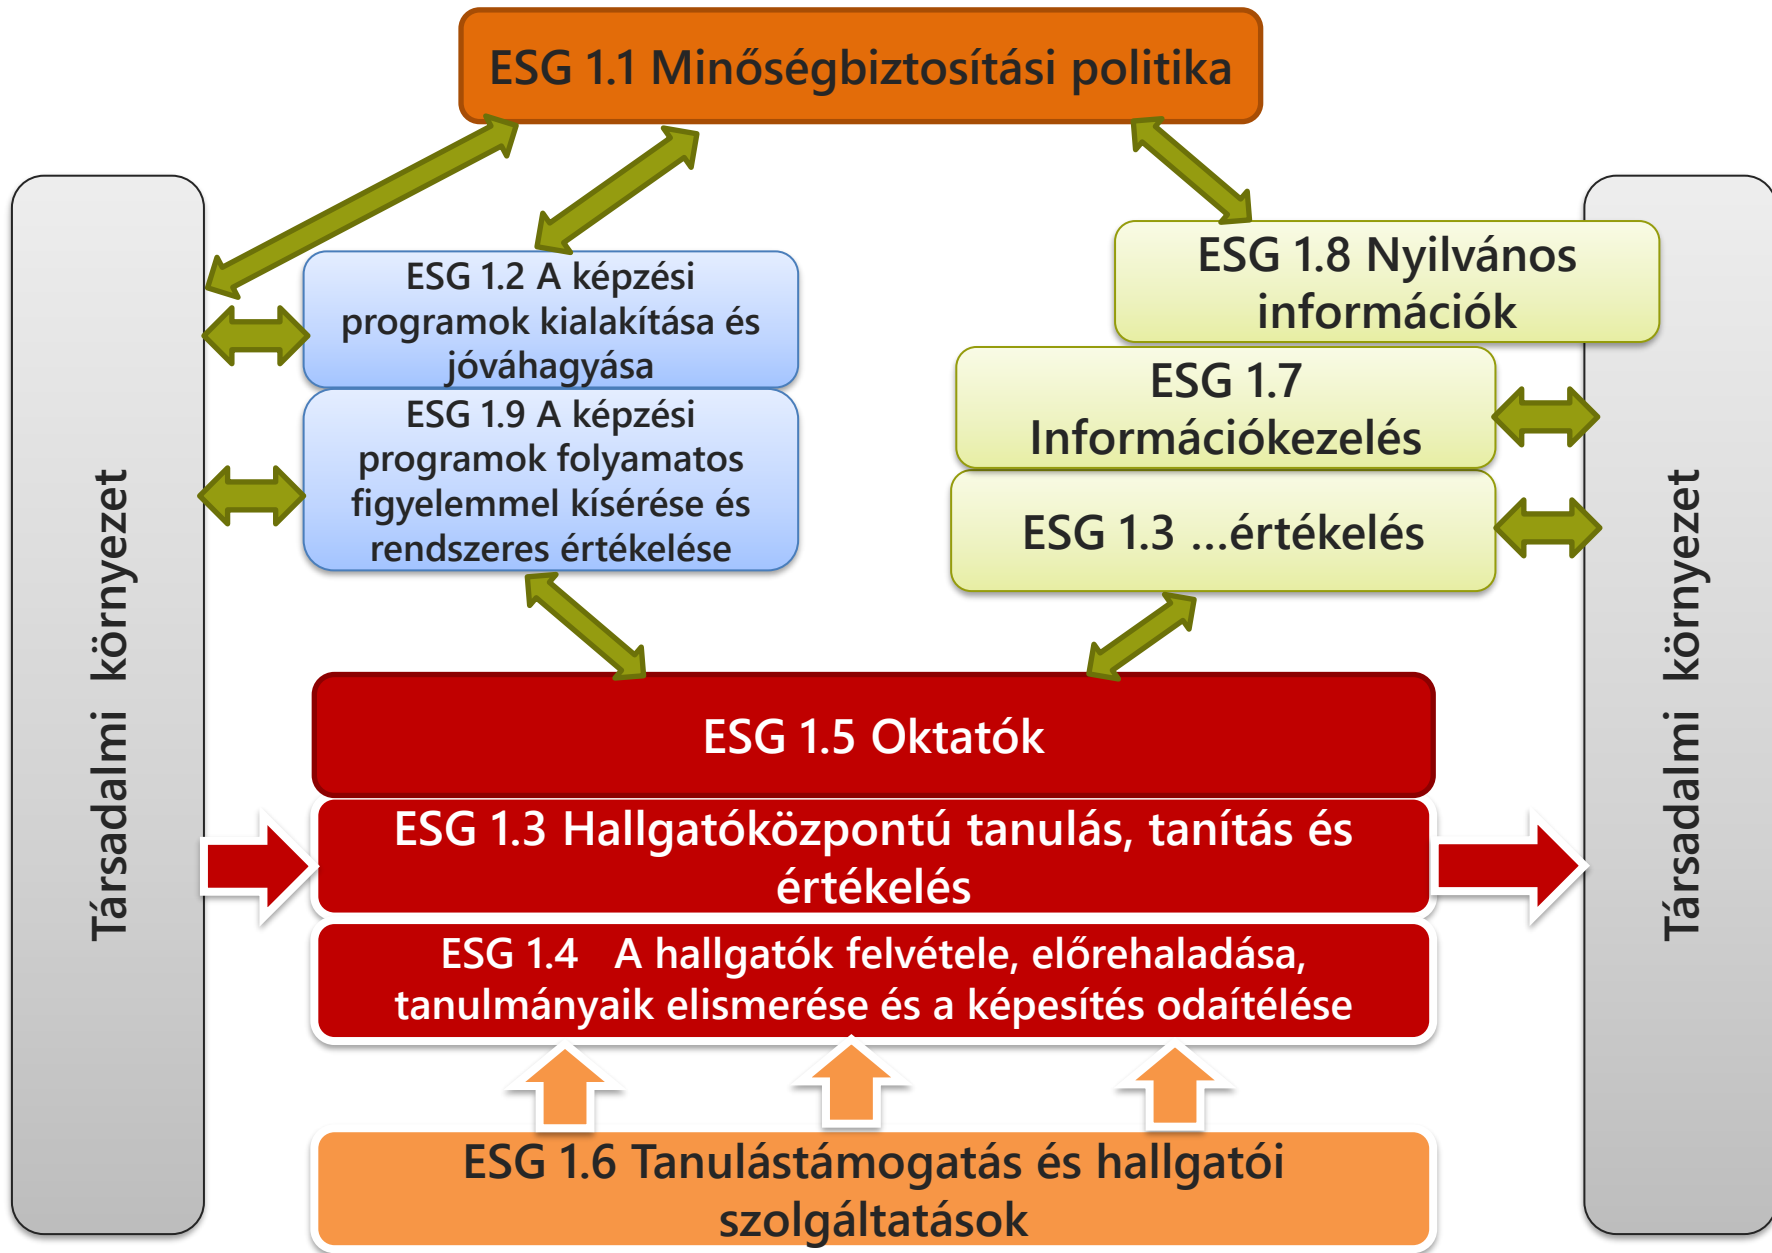 ESG 1.1 Minőségbiztosítási politika
Társadalmi környezet
ESG 1.2 A képzési
programok kialakítása és
jóváhagyása
ESG 1.9 A képzési
programok folyamatos
figyelemmel kísérése és
rendszeres értékelése
ESG 1.8 Nyilvános
információk
ESG 1.7
Információkezelés
ESG 1.3 ...értékelés
Társadalmi környezet
ESG 1.5 Oktatók
ESG 1.3 Hallgatóközpontú tanulás, tanítás és
értékelés
ESG 1.4 A hallgatók felvétele, előrehaladása,
tanulmányaik elismerése és a képesítés odaítélése
ESG 1.6 Tanulástámogatás és hallgatói
szolgáltatások